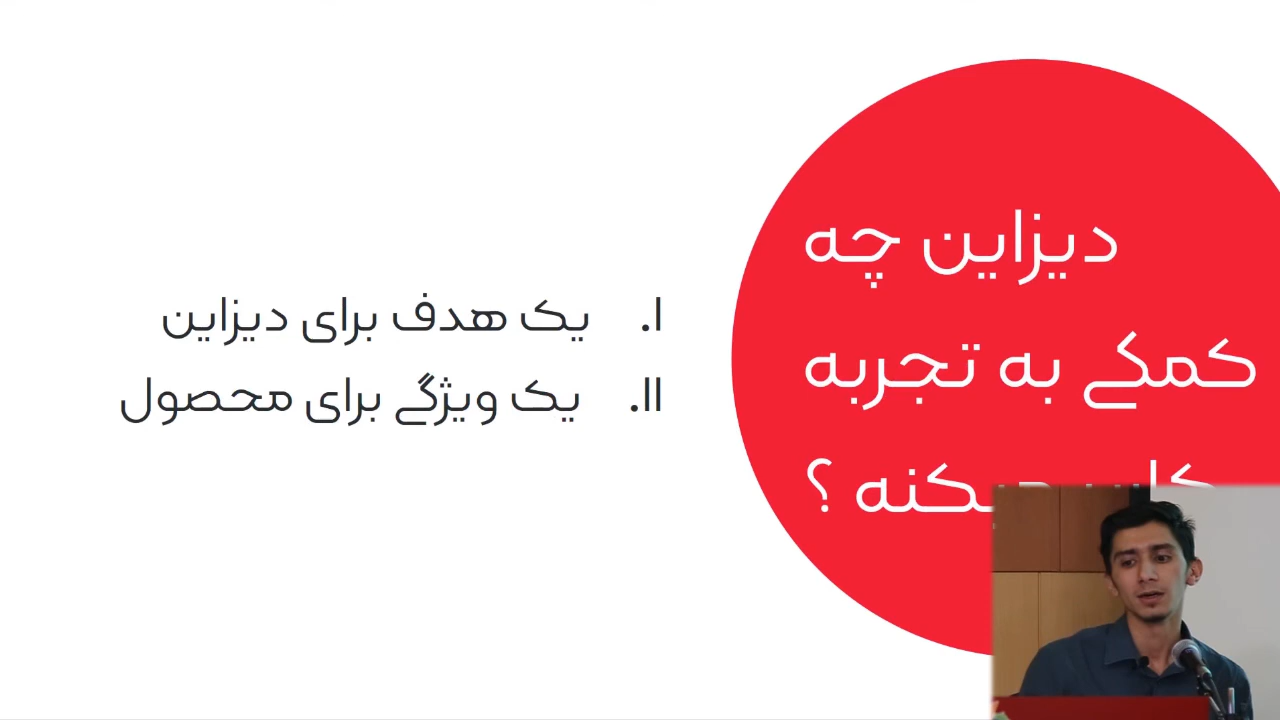 دیزاین چه
کمکی به تجربه
؟
I. یک هدف برای دیزاین
II. یک ویژگی برای محصول